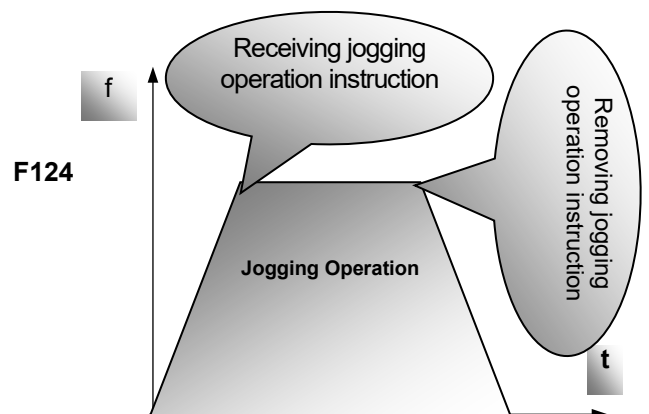 Receiving jogging
operation instruction
f
F124
Removing jogging
operation instruction
Jogging Operation
t